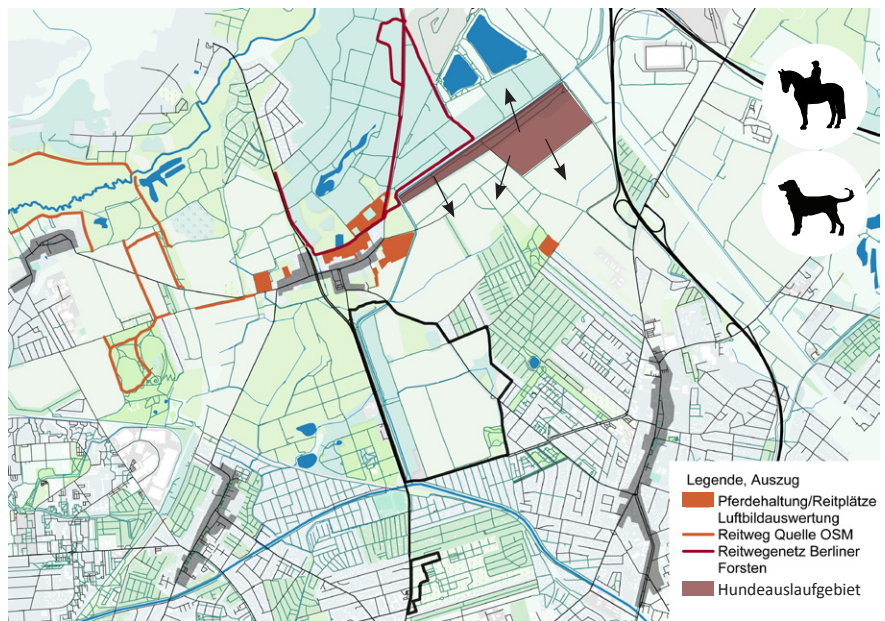 Legende, Auszug
Pferdehaltung/Reitplätze
Luftbildauswertung
Reitweg Quelle OSM
Reitwegenetz Berliner
Forsten
Hundeauslaufgebiet